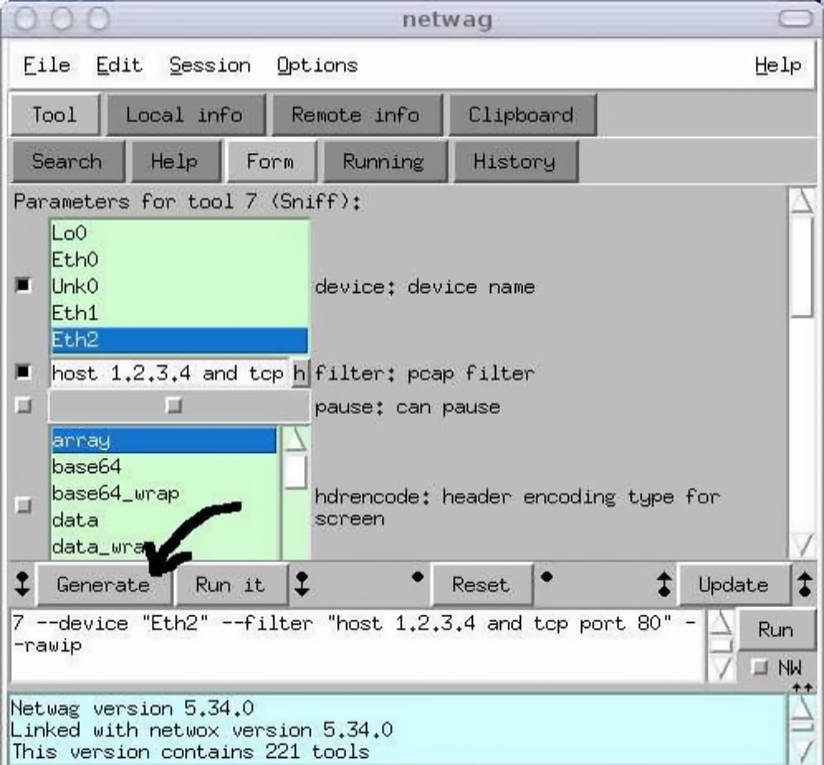 netwag
File Edit Session Options Help
Tool Local info Remote info Clipboard
Search Help Form Running History
Parameters for tool 7 (Sniff):
Lo0
Eth0
Unk0
device: device name
Eth1
Eth2
host 1.2.3.4 and tcp h filter: pcap filter
pause: can pause
array
base64
base64_wrap
hdrencode: header encoding type for
data
screen
data_wra
Generate Run it Reset Update
7 --device "Eth2" --filter "host 1.2.3.4 and tcp port 80" -
-rawip
Run
NW
Netwag version 5.34.0
Linked with netwox version 5.34.0
This version contains 221 tools